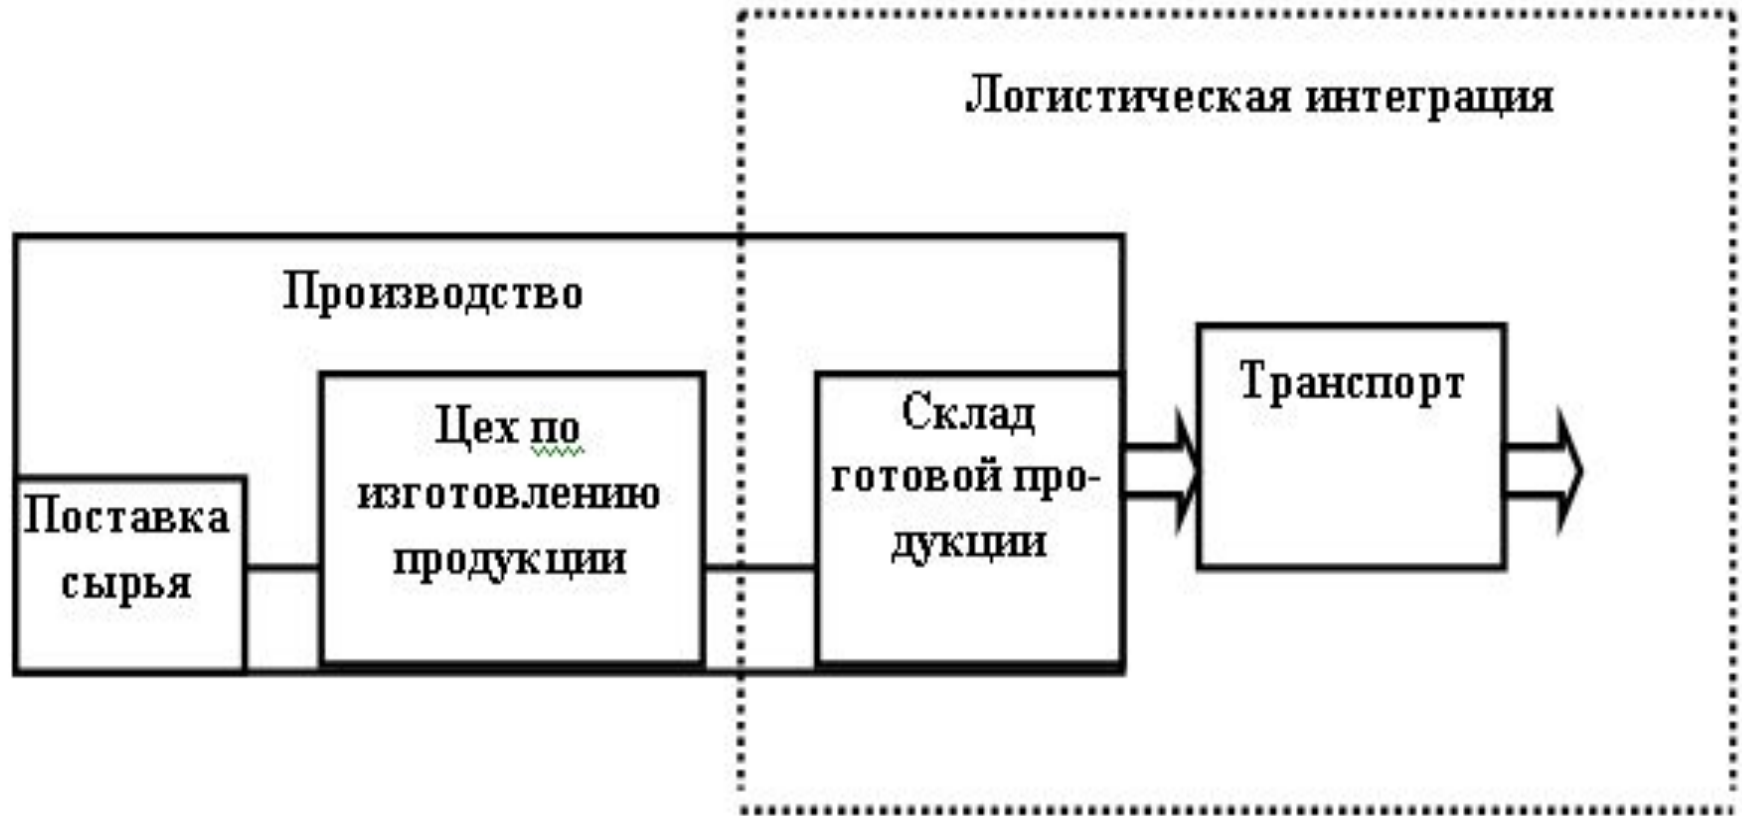 Логистическая интеграция
Производство
Поставка
сырья
Цех по
изготовлению
продукции
Склад
готовой про-
дукции
Транспорт